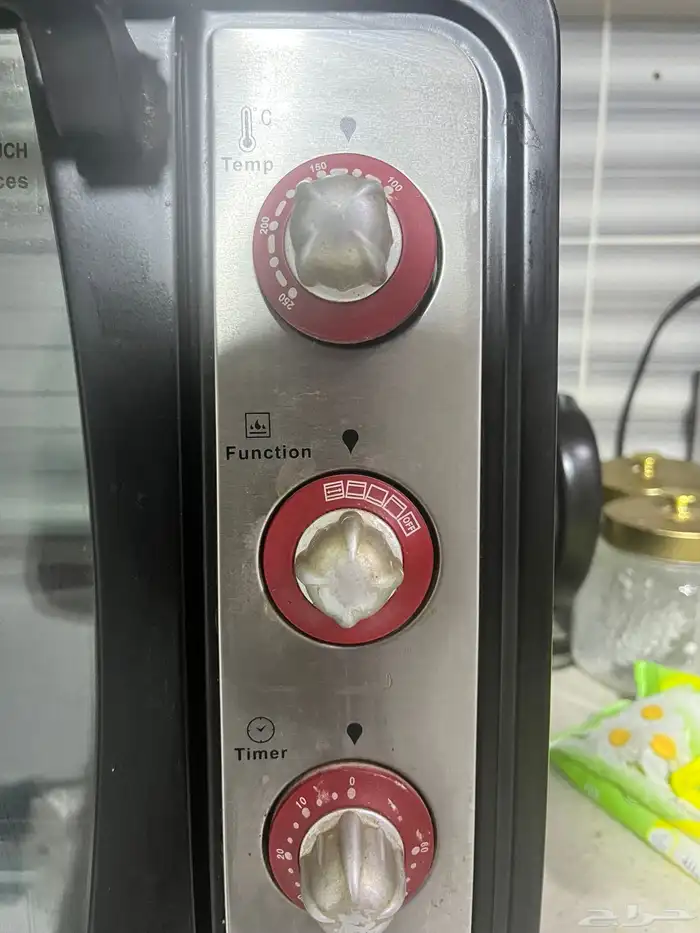 UCH
ces
°C
Temp
150
100
200
250
Function
OFF
Timer
0
10
20
60
حراج